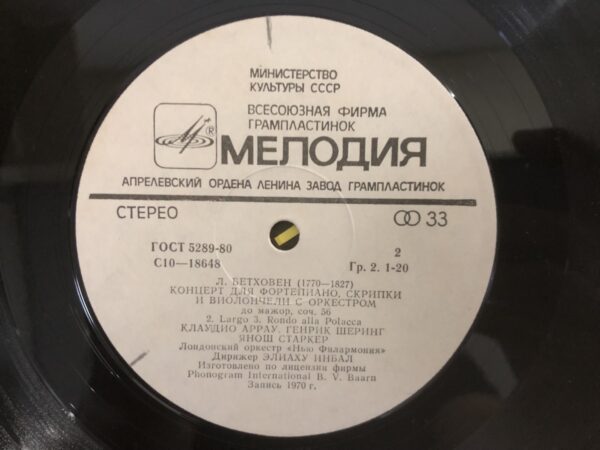 МИНИСТЕРСТВО
КУЛЬТУРЫ СССР
ВСЕСОЮЗНАЯ ФИРМА
ГРАМПЛАСТИНОК
® МЕЛОДИЯ
АПРЕЛЕВСКИЙ ОРДЕНА ЛЕНИНА ЗАВОД ГРАМПЛАСТИНОК
СТЕРЕО 33
ГОСТ 5289-80 2
С10—18648 Гр. 2. 1-20
Л. БЕТХОВЕН (1770—1827)
КОНЦЕРТ ДЛЯ ФОРТЕПИАНО, СКРИПКИ
И ВИОЛОНЧЕЛИ С ОРКЕСТРОМ
до мажор, соч. 56
2. Largo 3. Rondo alla Polacca
КЛАУДИО АРРАУ, ГЕНРИК ШЕРИНГ
ЯНОШ СТАРКЕР
Лондонский оркестр «Нью Филармония»
Дирижер ЭЛИАХУ ИНБАЛ
Изготовлено по лицензии фирмы
Phonogram International B. V. Baarn
Запись 1970 г.